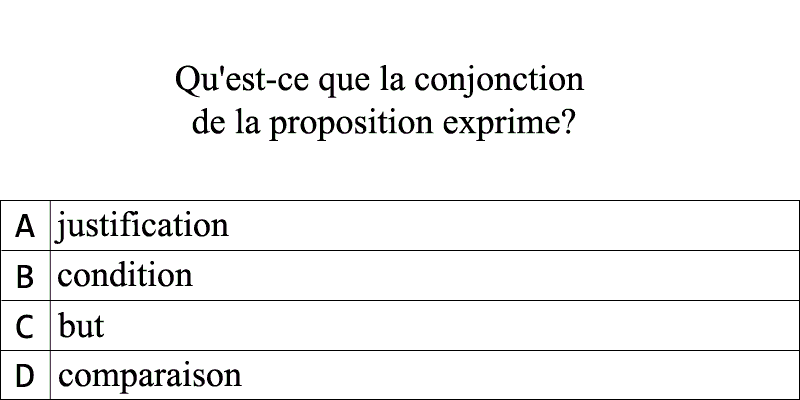 Qu'est-ce que la conjonction
de la proposition exprime?
A justification
B condition
C but
D comparaison